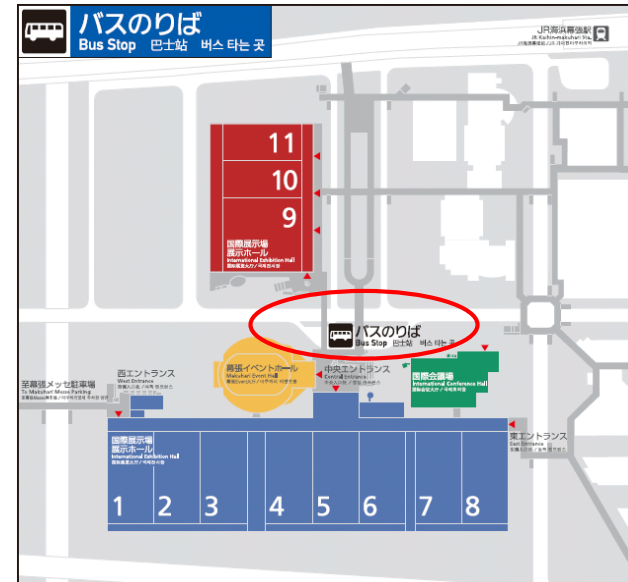 バスのりば
Bus Stop 巴士站 버스 타는 곳
JR海浜幕張駅
JR Kaihin-makuhari Sta.
11
10
9
国際展示場
展示ホール
International Exhibition Hall
バスのりば
Bus Stop 巴士站 버스 타는 곳
幕張イベントホール
Makuhari Event Hall
中央エントランス
Central Entrance
国際会議場
International Conference Hall
西エントランス
West Entrance
至幕張メッセ駐車場
To Makuhari Messe Parking
東エントランス
East Entrance
国際展示場
展示ホール
International Exhibition Hall
1 2 3 4 5 6 7 8